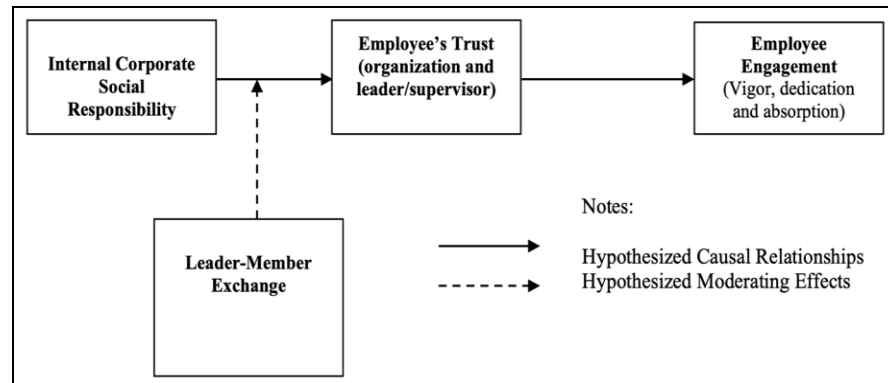 Internal Corporate
Social
Responsibility
Employee's Trust
(organization and
leader/supervisor)
Employee
Engagement
(Vigor, dedication
and absorption)
Leader-Member
Exchange
Notes:
Hypothesized Causal Relationships
Hypothesized Moderating Effects